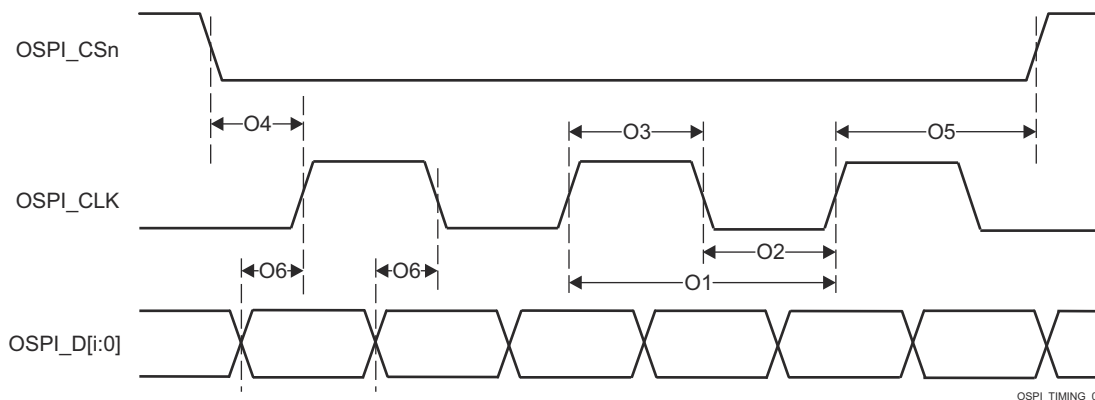 OSPI_CSn
O4
O3
O5
OSPI_CLK
O2
O6
O6
O1
OSPI_D[i:0]